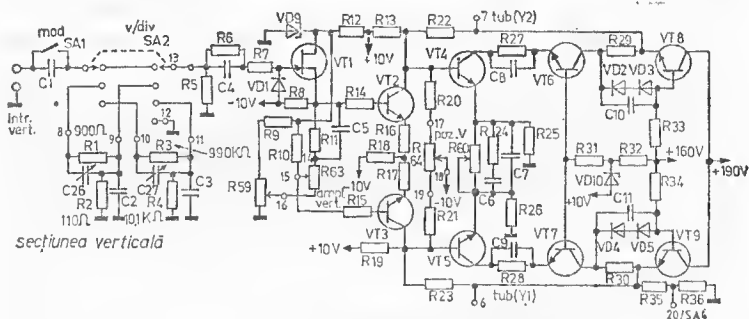 mod
SA1
C1
Intr.
vert.
v/div
SA2
13
12
8
900Ω
9
10
11
R1
R3
990KΩ
C26
C27
R2
C2
R4
C3
110Ω
10,1KΩ
secțiunea verticală
R5
R6
C4
R7
VD9
VT1
VD1
-10V
R8
R9
R10
R11
15
R63
R59
16
ampl
vert.
R12
R13
+10V
R14
C5
VT2
R16
R18
-10V
R17
R15
VT3
+10V
R19
R22
7 tub(Y2)
VT4
R20
17
R64
18
-10V
19
R21
VT5
R23
6
tub(Y1)
poz.V
R60
R24
C6
C7
R25
R26
C9
R28
R27
C8
VT6
VT7
R29
VD2
VD3
C10
VT8
R33
R31
R32
+160V
VD10
+10V
R34
C11
VD4
VD5
R30
VT9
+190V
R35
R36
20/SA6